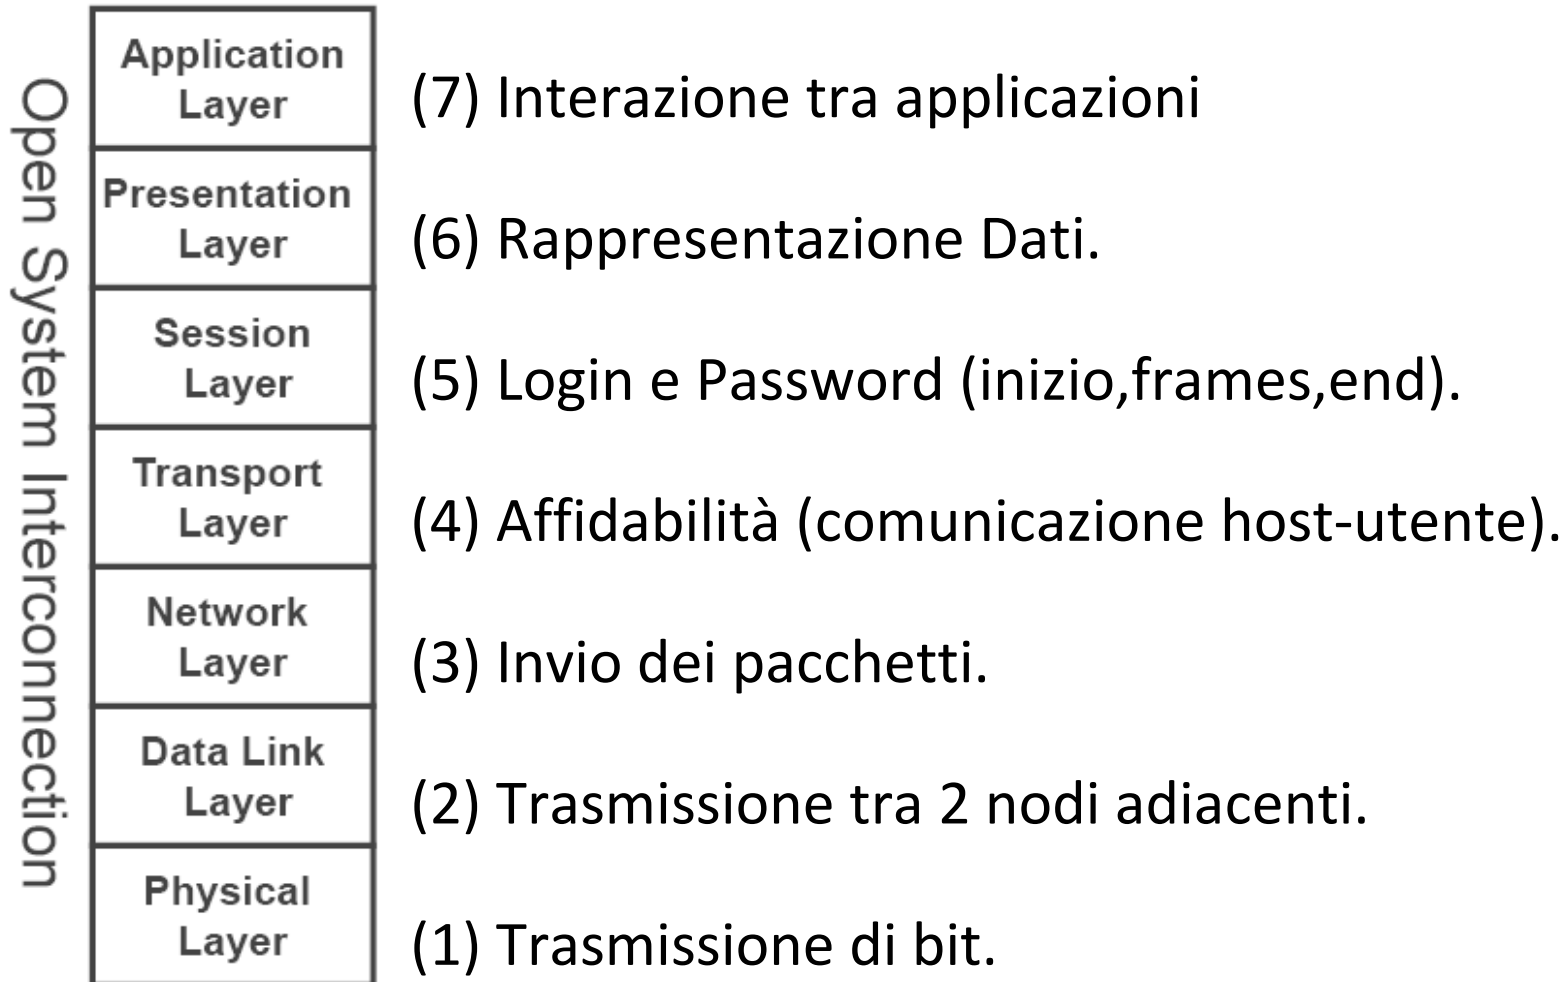 Open System Interconnection
Application
Layer
(7) Interazione tra applicazioni
Presentation
Layer
(6) Rappresentazione Dati.
Session
Layer
(5) Login e Password (inizio,frames,end).
Transport
Layer
(4) Affidabilità (comunicazione host-utente).
Network
Layer
(3) Invio dei pacchetti.
Data Link
Layer
(2) Trasmissione tra 2 nodi adiacenti.
Physical
Layer
(1) Trasmissione di bit.